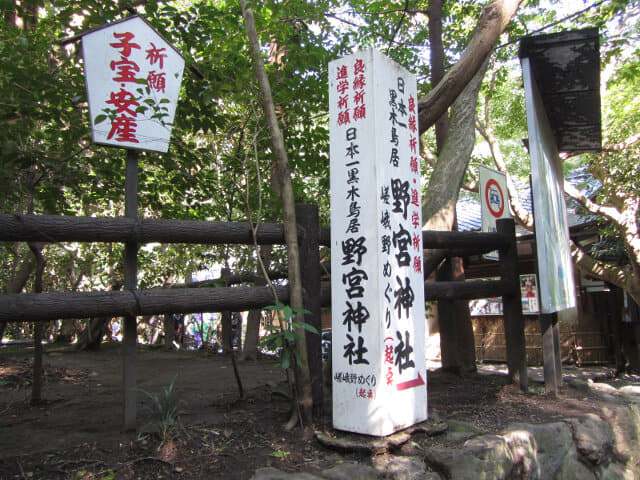 祈願
子宝・安産
良縁祈願
進学祈願
日本一黒木鳥居
野宮神社
嵯峨野めぐり
(起点)
良縁祈願・進学祈願
日本一
黒木鳥居
野宮神社
嵯峨野めぐり(起点)